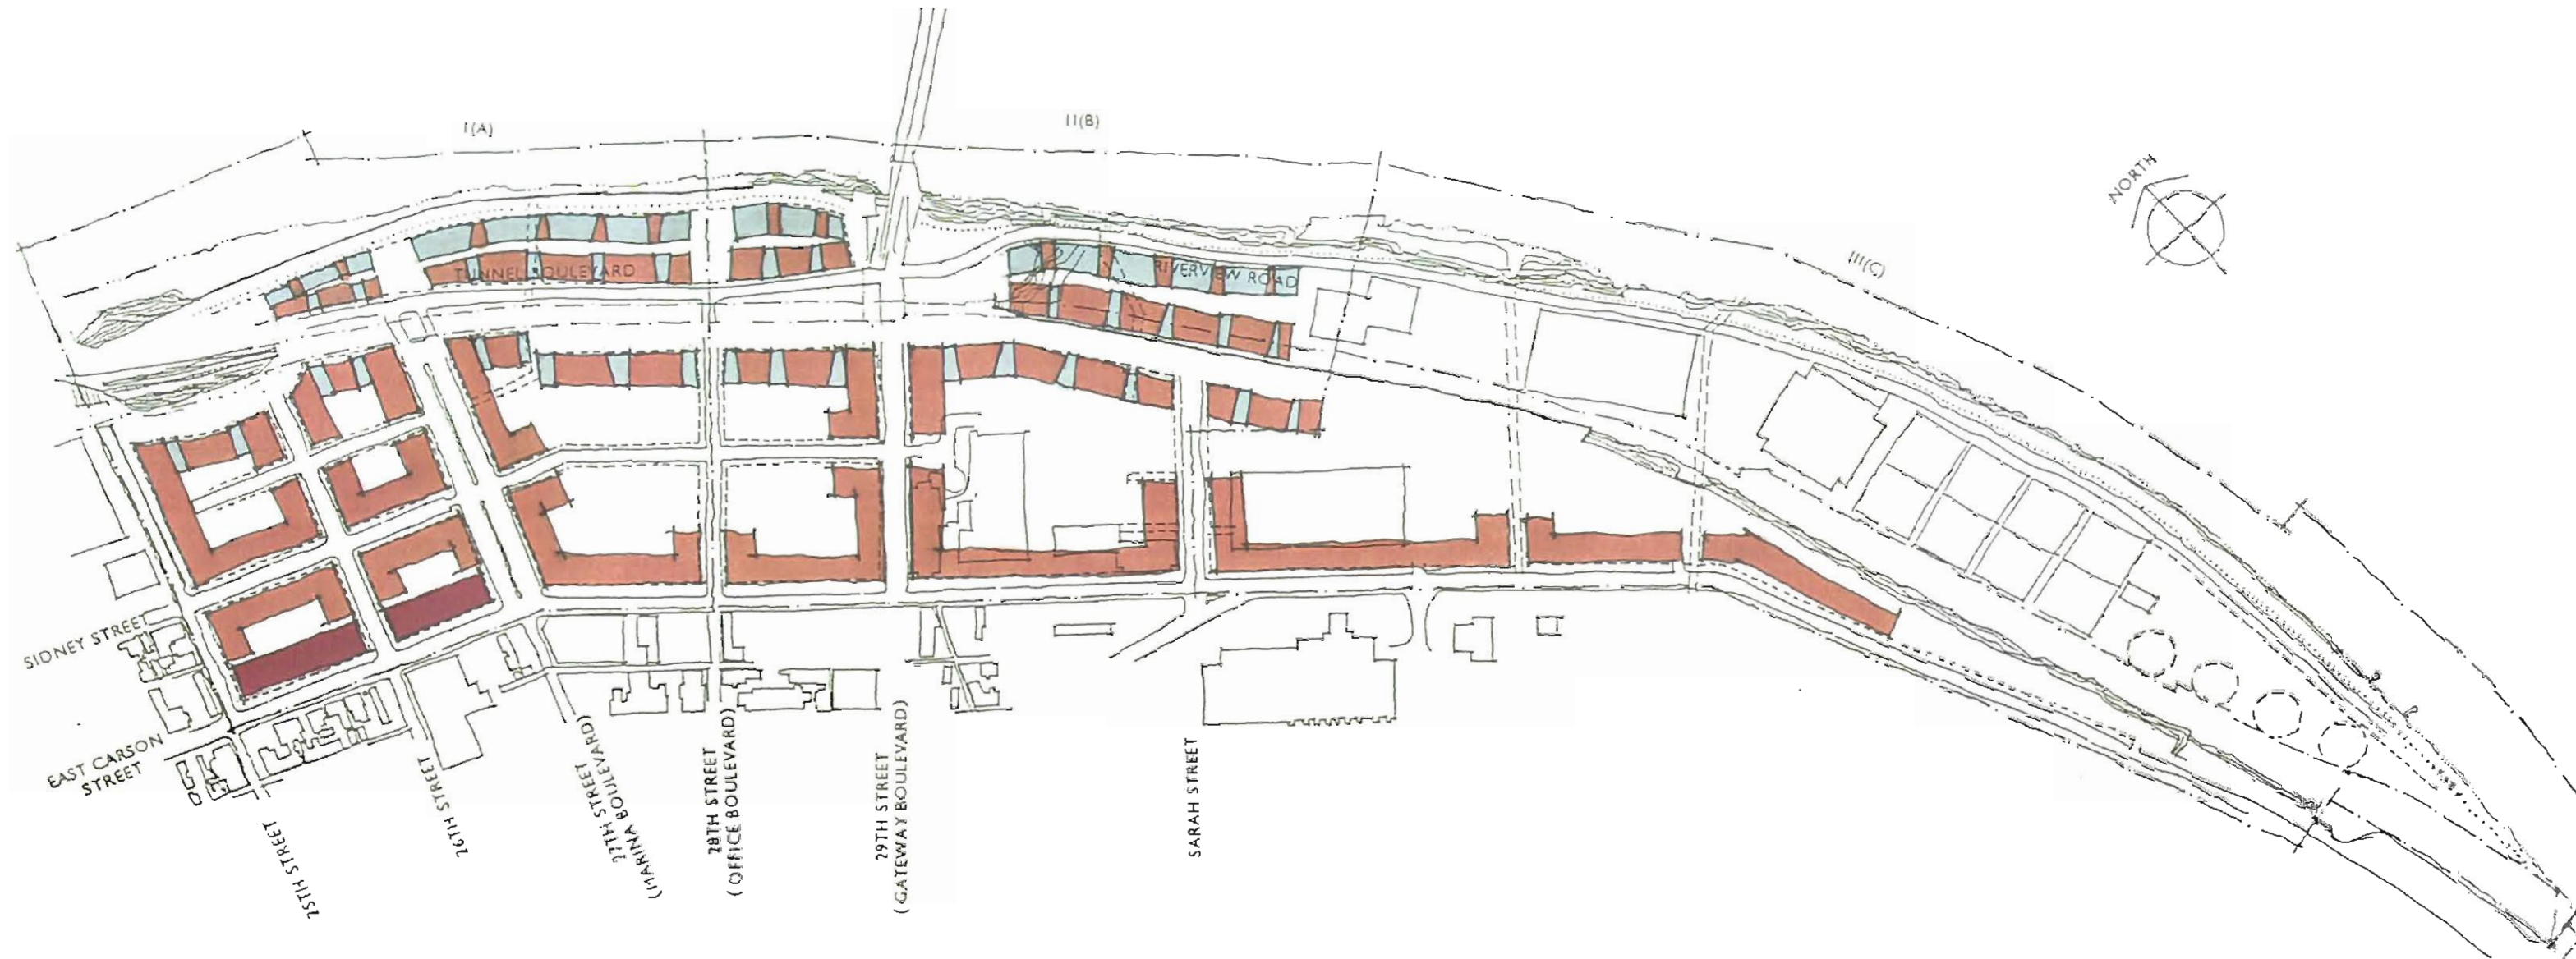 I(A)
II(B)
III(C)
NORTH
TUNNEL BOULEVARD
RIVERVIEW ROAD
SIDNEY STREET
EAST CARSON
STREET
25TH STREET
26TH STREET
27TH STREET
(MARINA BOULEVARD)
28TH STREET
(OFFICE BOULEVARD)
29TH STREET
(GATEWAY BOULEVARD)
SARAH STREET